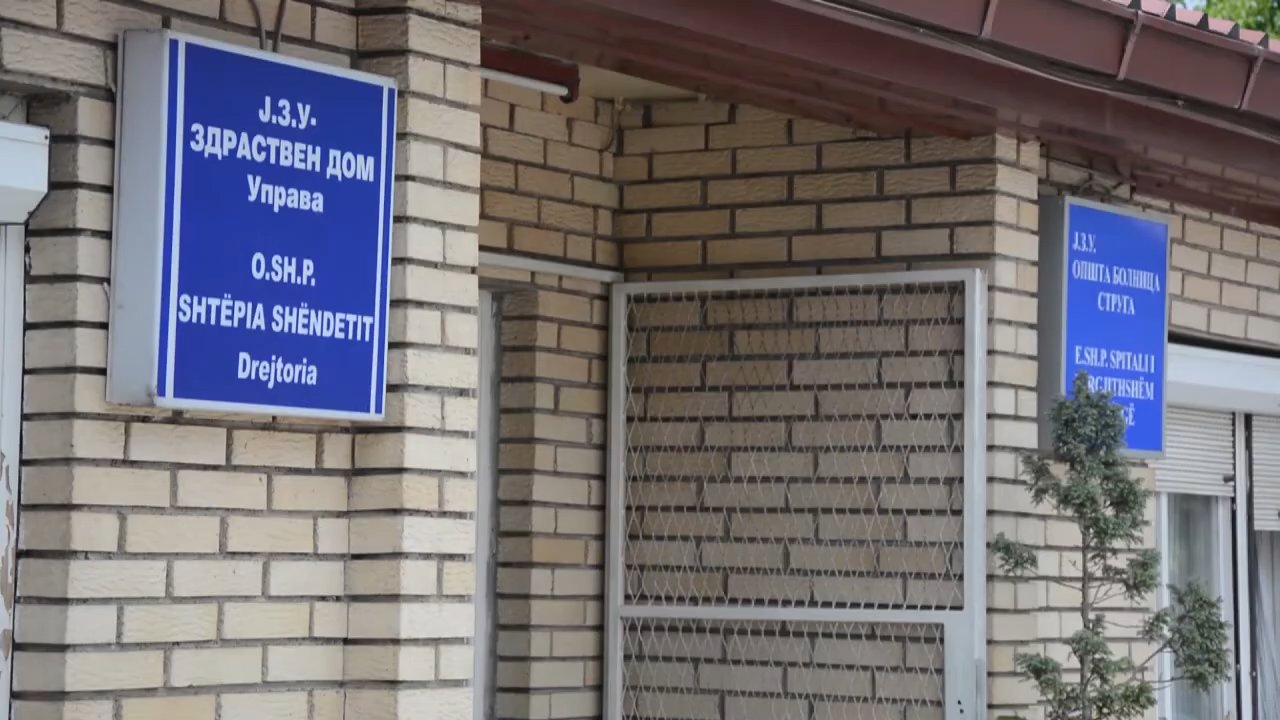 Ј.З.У.
ЗДРАСТВЕН ДОМ
Управа
O.SH.P.
SHTËPIA SHËNDETIT
Drejtoria
Ј.З.У.
ОПШТА БОЛНИЦА
СТРУГА
E.SH.P. SPITALI I